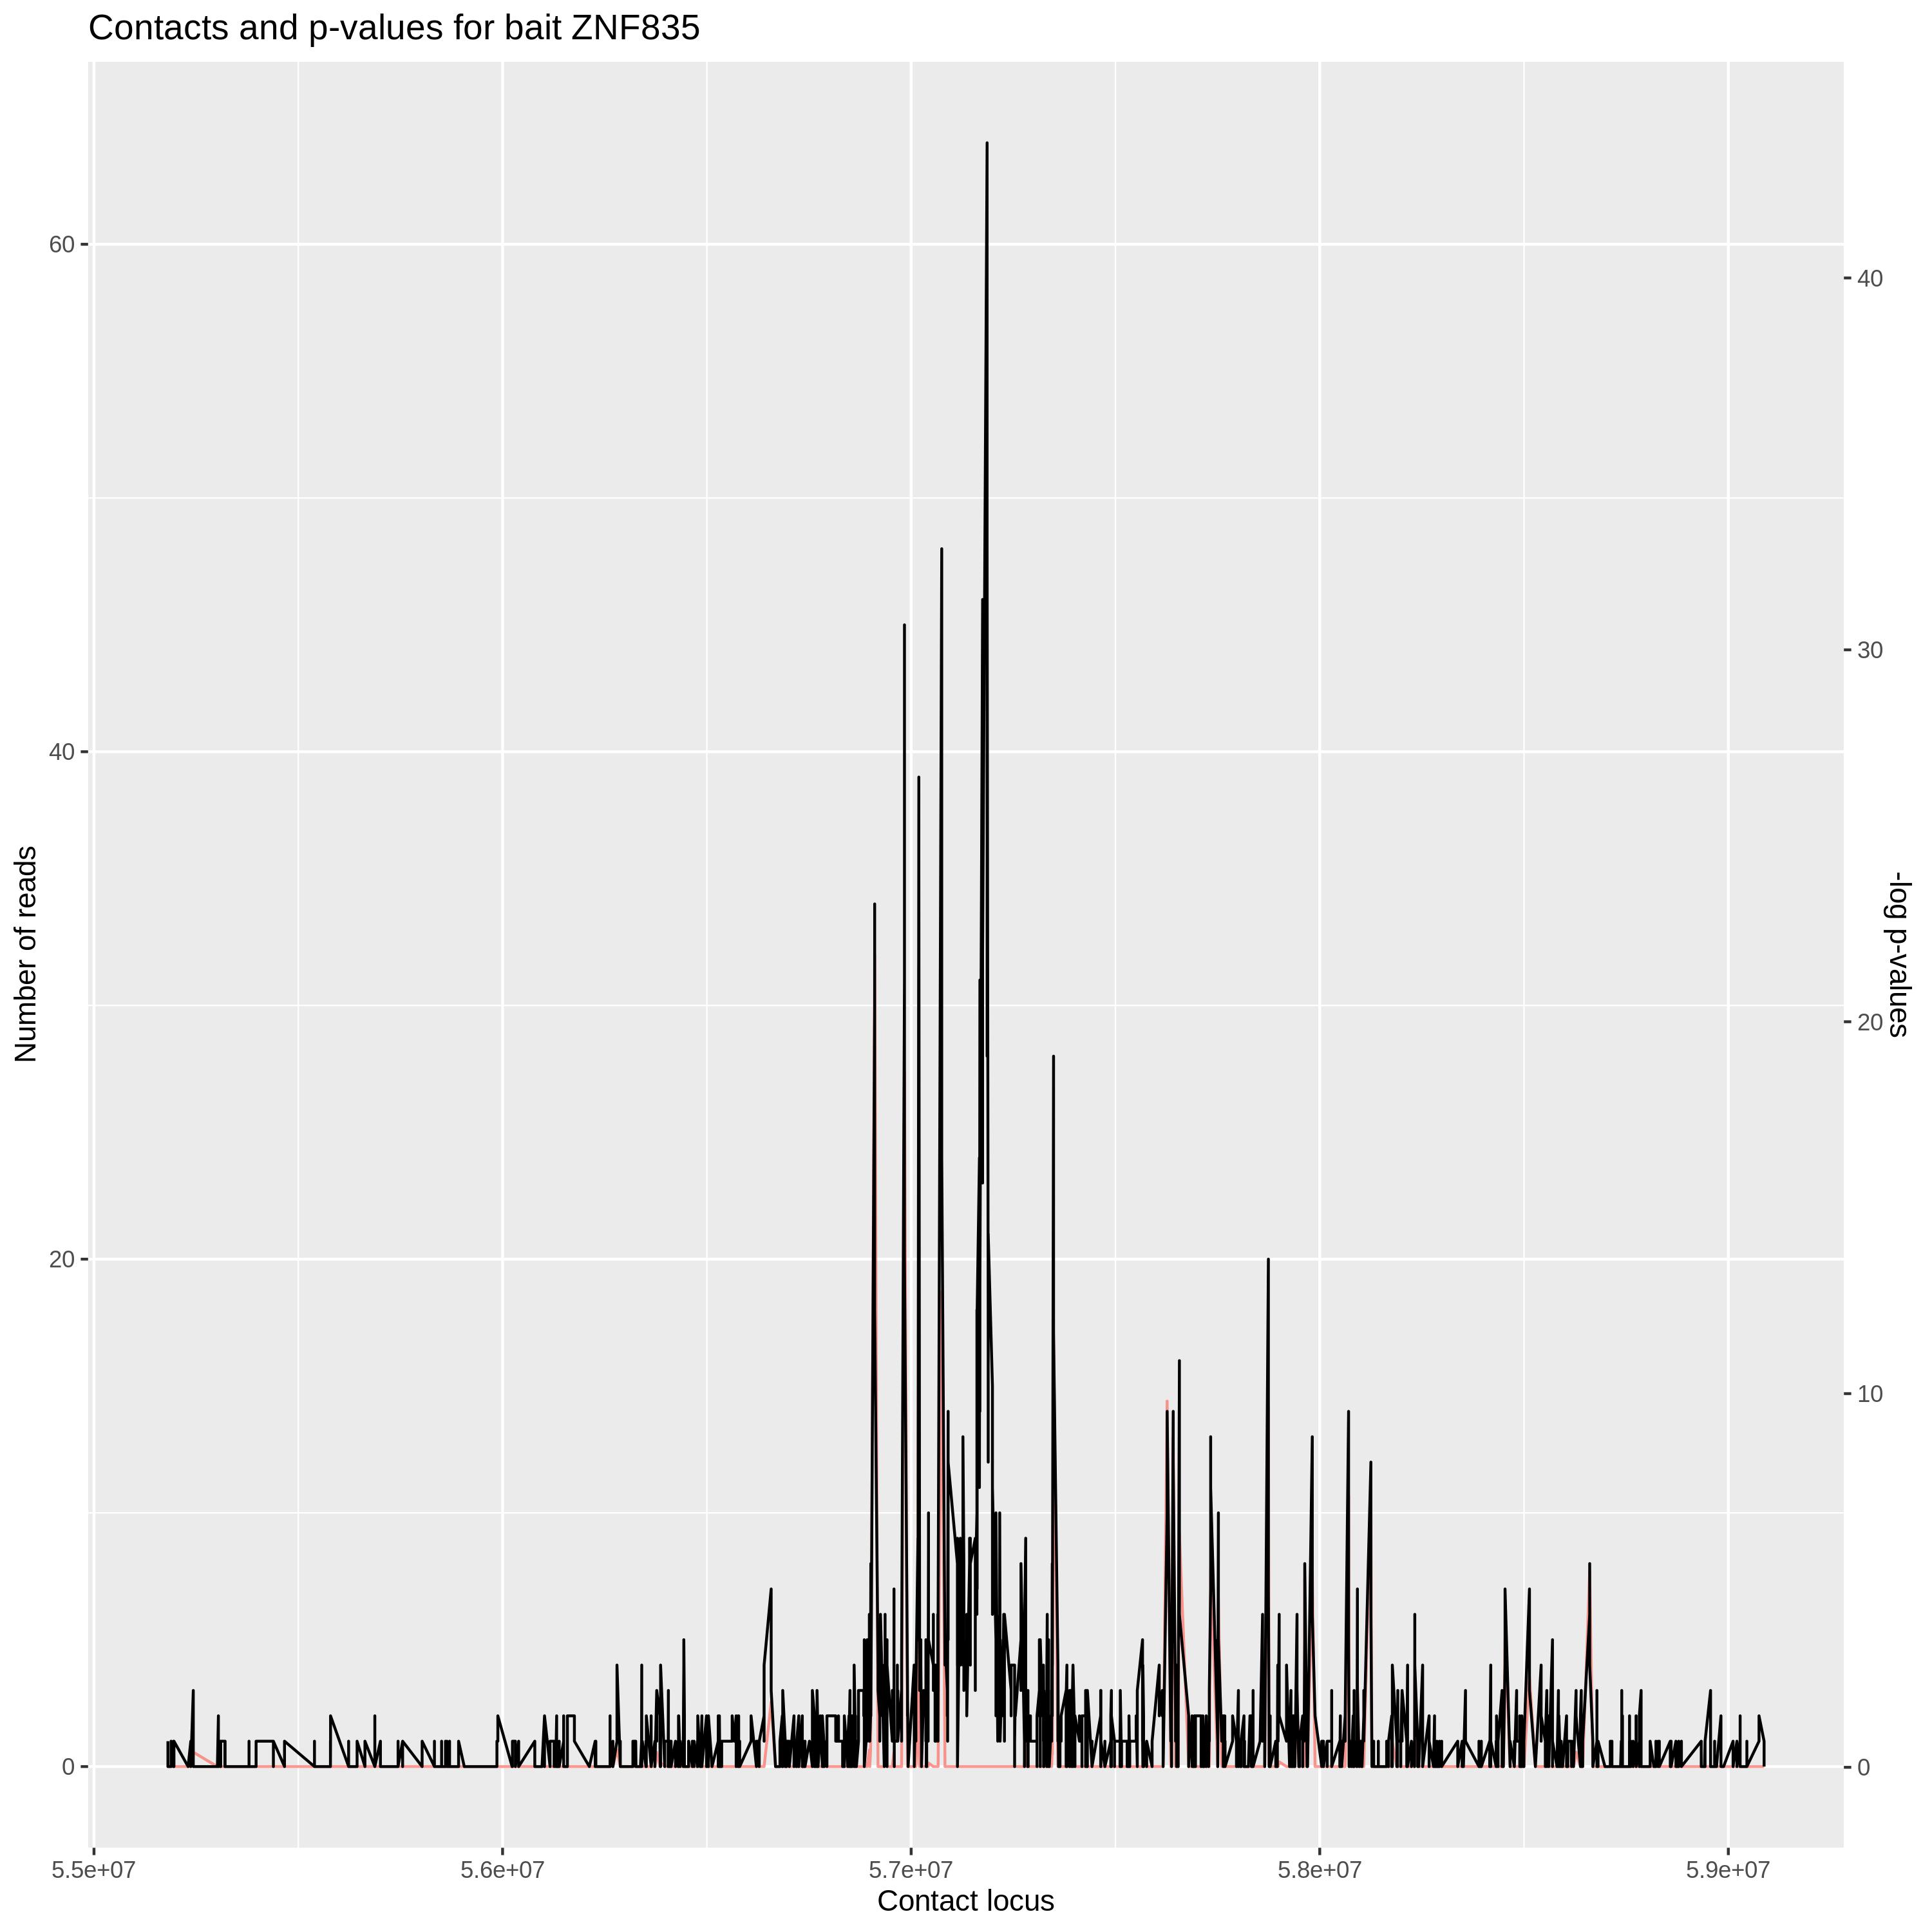 Contacts and p-values for bait ZNF835
60
40
20
0
Number of reads
40
30
20
10
0
-log p-values
5.5e+07
5.6e+07
5.7e+07
5.8e+07
5.9e+07
Contact locus